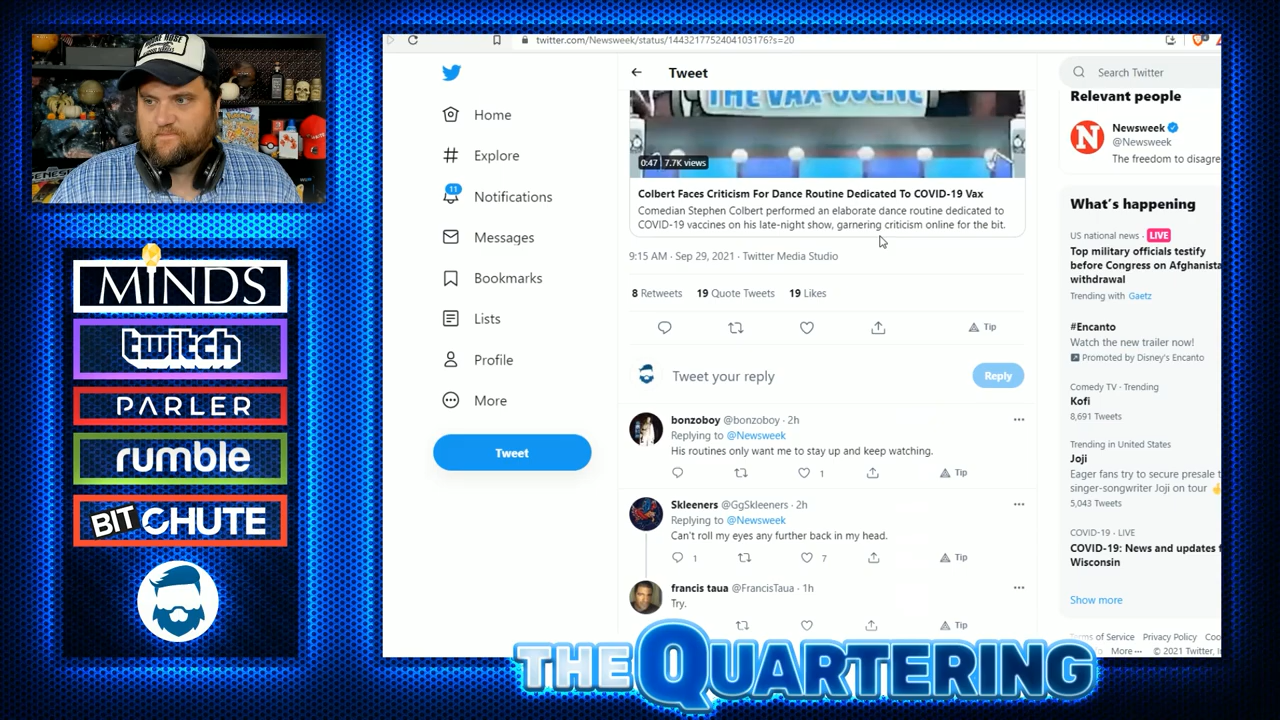 MINDS
twitch
PARLER
rumble
BIT CHUTE
twitter.com/Newsweek/status/1443217752404103176?s=20
Home
Explore
11
Notifications
Messages
Bookmarks
Lists
Profile
More
Tweet
Tweet
THE VAX-SCENE
0:47 | 7.7K views
Colbert Faces Criticism For Dance Routine Dedicated To COVID-19 Vax
Comedian Stephen Colbert performed an elaborate dance routine dedicated to
COVID-19 vaccines on his late-night show, garnering criticism online for the bit.
9:15 AM · Sep 29, 2021 · Twitter Media Studio
8 Retweets 19 Quote Tweets 19 Likes
Tip
Tweet your reply
Reply
bonzoboy @bonzoboy · 2h
Replying to @Newsweek
His routines only want me to stay up and keep watching.
1 Tip
Skleeners @GgSkleeners · 2h
Replying to @Newsweek
Can't roll my eyes any further back in my head.
1 7 Tip
francis taua @FrancisTaua · 1h
Try.
Tip
Search Twitter
Relevant people
N
Newsweek
@Newsweek
The freedom to disagre
What's happening
US national news · LIVE
Top military officials testify
before Congress on Afghanista
withdrawal
Trending with Gaetz
#Encanto
Watch the new trailer now!
Promoted by Disney's Encanto
Comedy TV · Trending
Kofi
8,691 Tweets
Trending in United States
Joji
Eager fans try to secure presale t
singer-songwriter Joji on tour
5,043 Tweets
COVID-19 · LIVE
COVID-19: News and updates f
Wisconsin
Show more
Terms of Service Privacy Policy Coo
More ··· © 2021 Twitter, I
THE QUARTERING